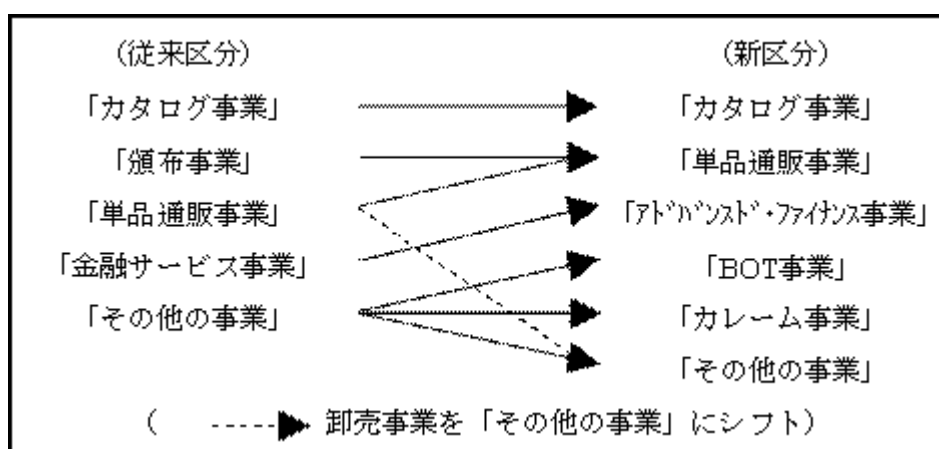 (従来区分) (新区分)
「カタログ事業」 「カタログ事業」
「頒布事業」 「単品通販事業」
「単品通販事業」 「ｱﾄﾞﾊﾞﾝｽﾄﾞ・ﾌｧｲﾅﾝｽ事業」
「金融サービス事業」 「BOT事業」
「その他の事業」 「カレーム事業」
「その他の事業」
( 卸売事業を「その他の事業」にシフト)